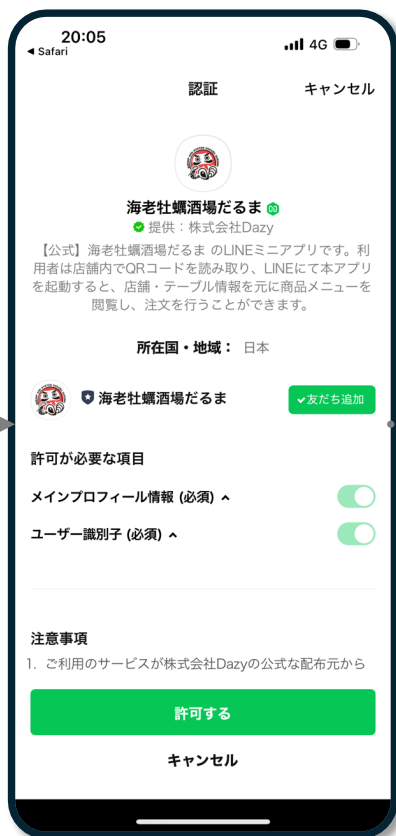 20:05
◀ Safari
4G
認証
キャンセル
海老牡蠣酒場だるま
提供：株式会社Dazy
【公式】海老牡蠣酒場だるま のLINEミニアプリです。利
用者は店舗内でQRコードを読み取り、LINEにて本アプリ
を起動すると、店舗・テーブル情報を元に商品メニューを
閲覧し、注文を行うことができます。
所在国・地域： 日本
海老牡蠣酒場だるま
友だち追加
許可が必要な項目
メインプロフィール情報 (必須)
ユーザー識別子 (必須)
注意事項
1. ご利用のサービスが株式会社Dazyの公式な配布元から
許可する
キャンセル